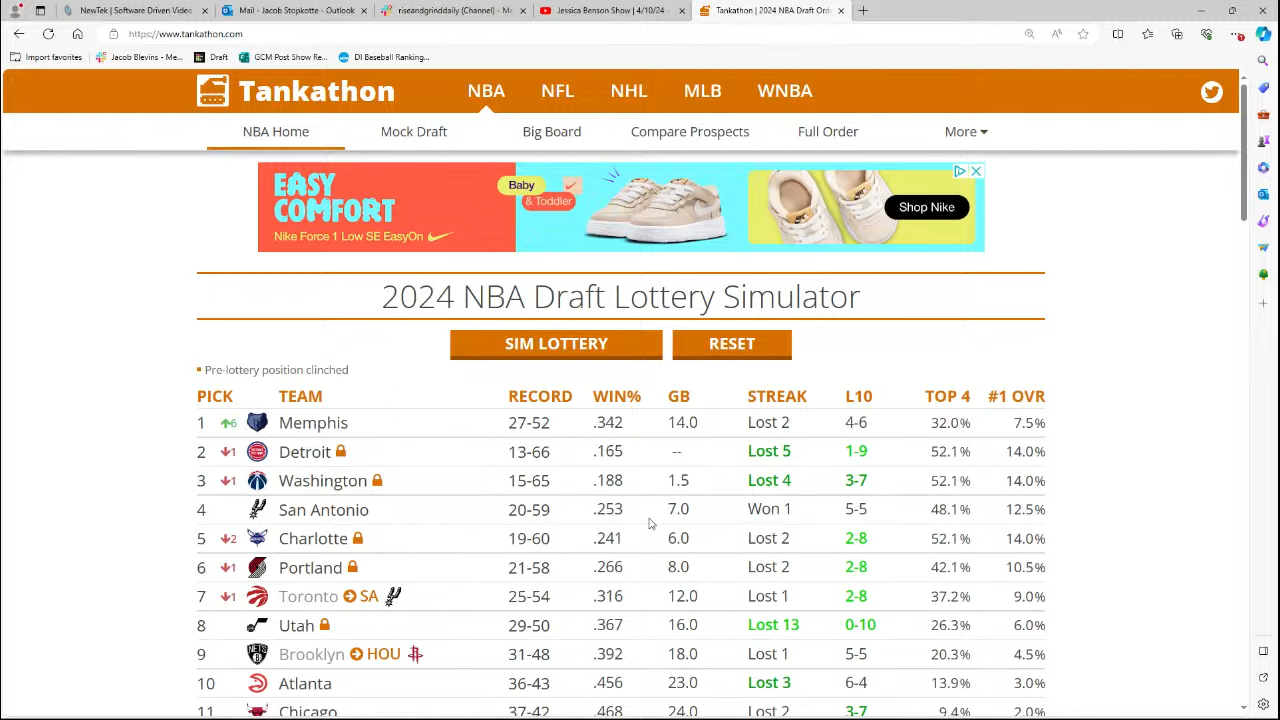 NewTek | Software Driven Video
Mail - Jacob Stopkotte - Outlook
riseandgrinddaily (Channel) - M
Jessica Benson Show | 4/10/24 -
Tankathon | 2024 NBA Draft Orde
https://www.tankathon.com
Import favorites
Jacob Blevins - Me...
Draft
GCM Post Show Re...
DI Baseball Ranking...
Tankathon
NBA NFL NHL MLB WNBA
NBA Home Mock Draft Big Board Compare Prospects Full Order More
EASY
COMFORT
Nike Force 1 Low SE EasyOn
Baby
& Toddler
Shop Nike
2024 NBA Draft Lottery Simulator
SIM LOTTERY RESET
Pre-lottery position clinched
PICK TEAM RECORD WIN% GB STREAK L10 TOP 4 #1 OVR
1 6 Memphis 27-52 .342 14.0 Lost 2 4-6 32.0% 7.5%
2 1 Detroit 13-66 .165 -- Lost 5 1-9 52.1% 14.0%
3 1 Washington 15-65 .188 1.5 Lost 4 3-7 52.1% 14.0%
4 San Antonio 20-59 .253 7.0 Won 1 5-5 48.1% 12.5%
5 2 Charlotte 19-60 .241 6.0 Lost 2 2-8 52.1% 14.0%
6 1 Portland 21-58 .266 8.0 Lost 2 2-8 42.1% 10.5%
7 1 Toronto SA 25-54 .316 12.0 Lost 1 2-8 37.2% 9.0%
8 Utah 29-50 .367 16.0 Lost 13 0-10 26.3% 6.0%
9 Brooklyn HOU 31-48 .392 18.0 Lost 1 5-5 20.3% 4.5%
10 Atlanta 36-43 .456 23.0 Lost 3 6-4 13.9% 3.0%
11 Chicago 37-42 .468 24.0 Lost 2 3-7 9.4% 2.0%